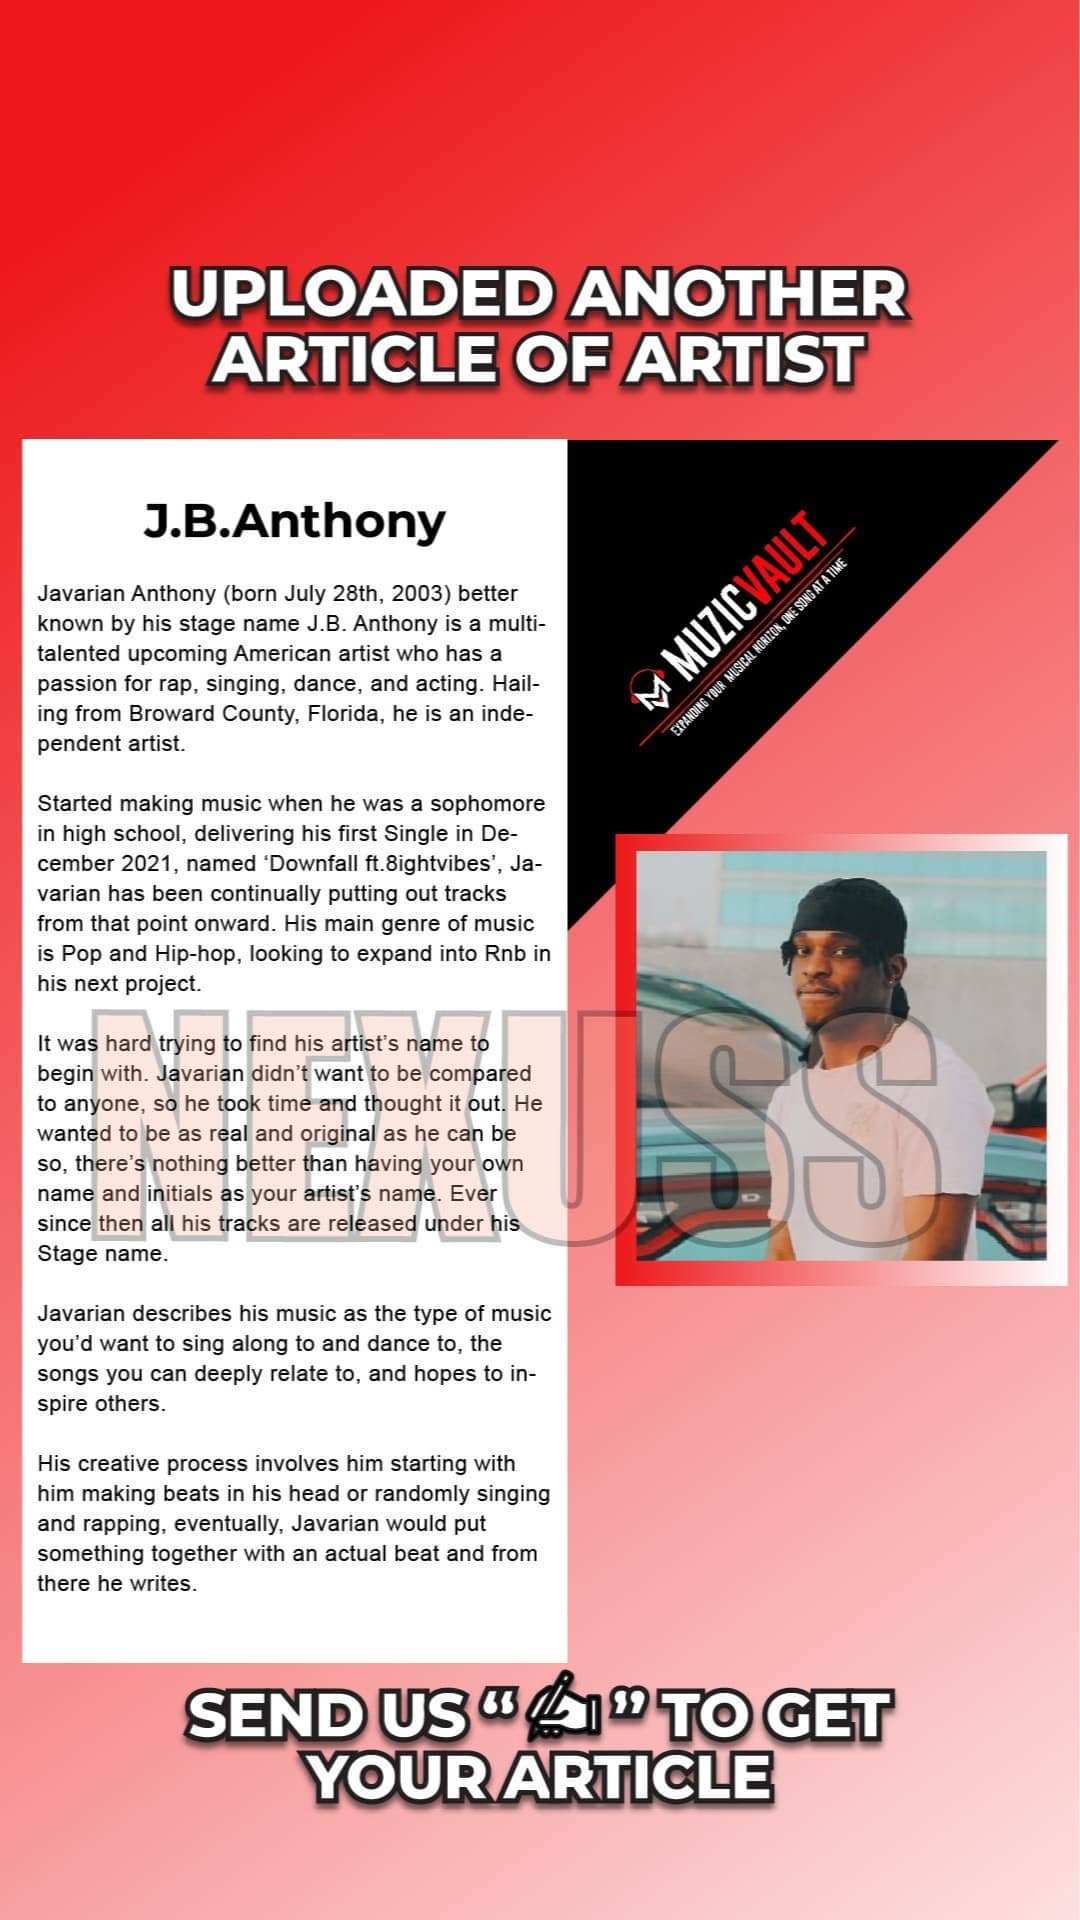 UPLOADED ANOTHER
ARTICLE OF ARTIST
J.B.Anthony
Javarian Anthony (born July 28th, 2003) better
known by his stage name J.B. Anthony is a multi-
talented upcoming American artist who has a
passion for rap, singing, dance, and acting. Hail-
ing from Broward County, Florida, he is an inde-
pendent artist.
Started making music when he was a sophomore
in high school, delivering his first Single in De-
cember 2021, named ‘Downfall ft.8ightvibes’, Ja-
varian has been continually putting out tracks
from that point onward. His main genre of music
is Pop and Hip-hop, looking to expand into Rnb in
his next project.
It was hard trying to find his artist’s name to
begin with. Javarian didn’t want to be compared
to anyone, so he took time and thought it out. He
wanted to be as real and original as he can be
so, there’s nothing better than having your own
name and initials as your artist’s name. Ever
since then all his tracks are released under his
Stage name.
Javarian describes his music as the type of music
you’d want to sing along to and dance to, the
songs you can deeply relate to, and hopes to in-
spire others.
His creative process involves him starting with
him making beats in his head or randomly singing
and rapping, eventually, Javarian would put
something together with an actual beat and from
there he writes.
MUZICVAULT
EXPANDING YOUR MUSICAL HORIZON, ONE SONG AT A TIME
NEXUSS
SEND US “✍” TO GET
YOUR ARTICLE